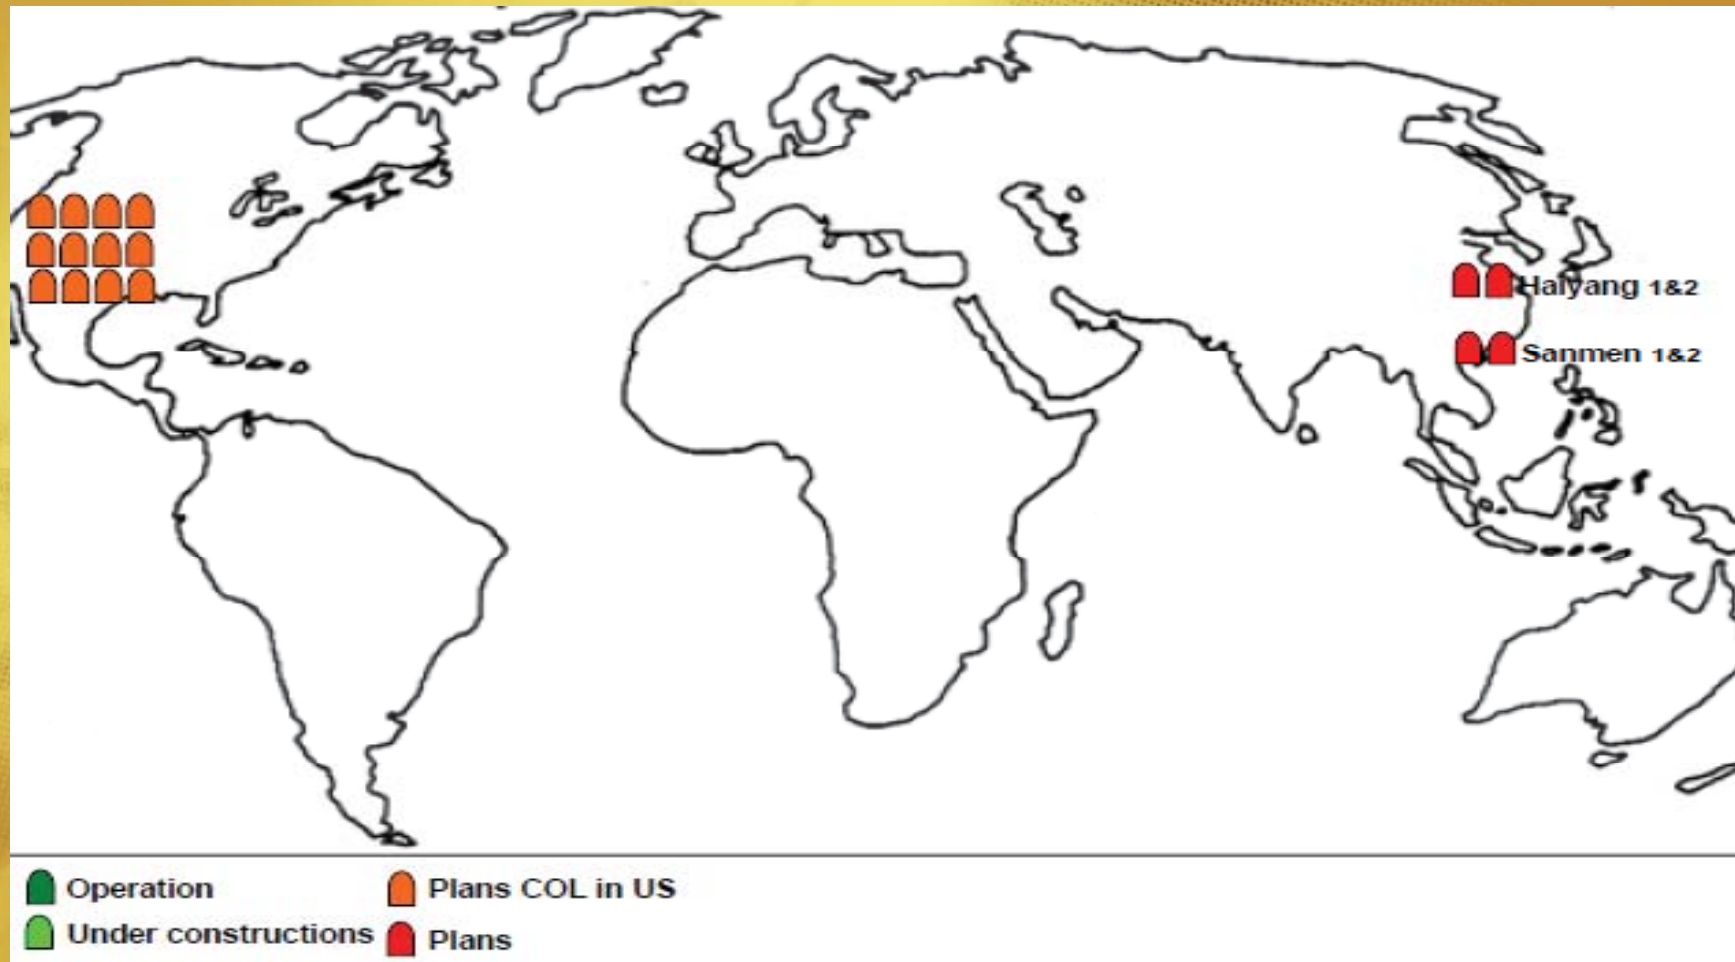 Haiyang 1&2
Sanmen 1&2
Operation
Plans COL in US
Under constructions
Plans